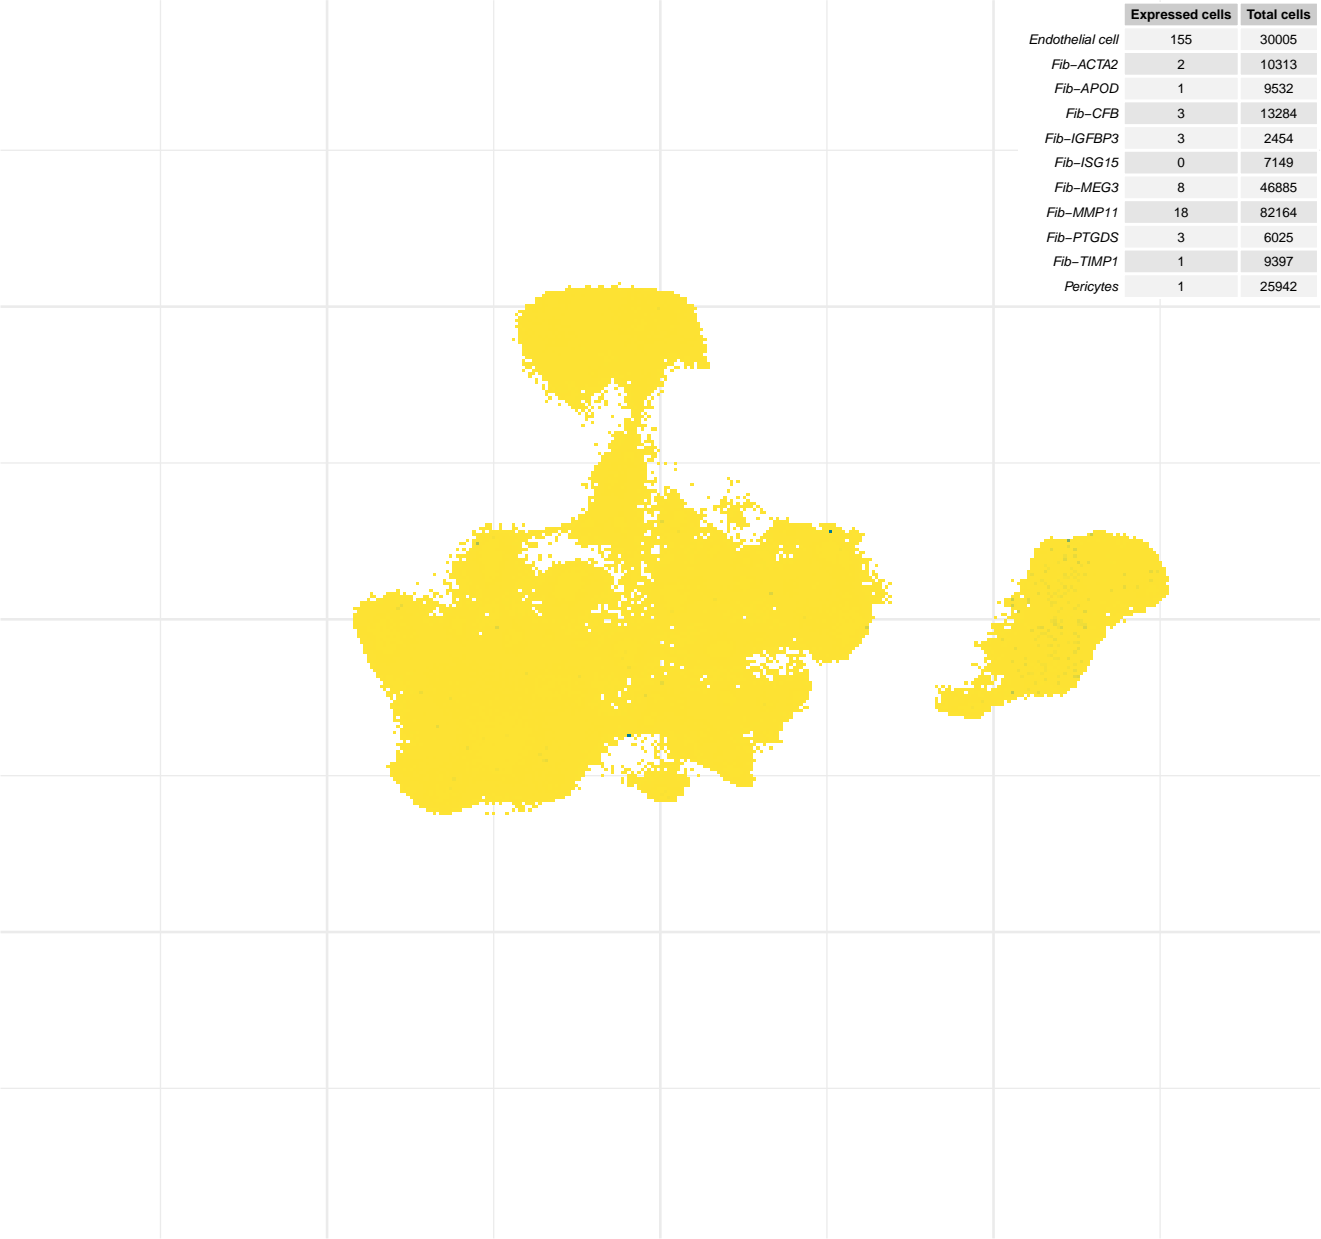 Expressed cells Total cells
Endothelial cell 155 30005
Fib−ACTA2 2 10313
Fib−APOD 1 9532
Fib−CFB 3 13284
Fib−IGFBP3 3 2454
Fib−ISG15 0 7149
Fib−MEG3 8 46885
Fib−MMP11 18 82164
Fib−PTGDS 3 6025
Fib−TIMP1 1 9397
Pericytes 1 25942